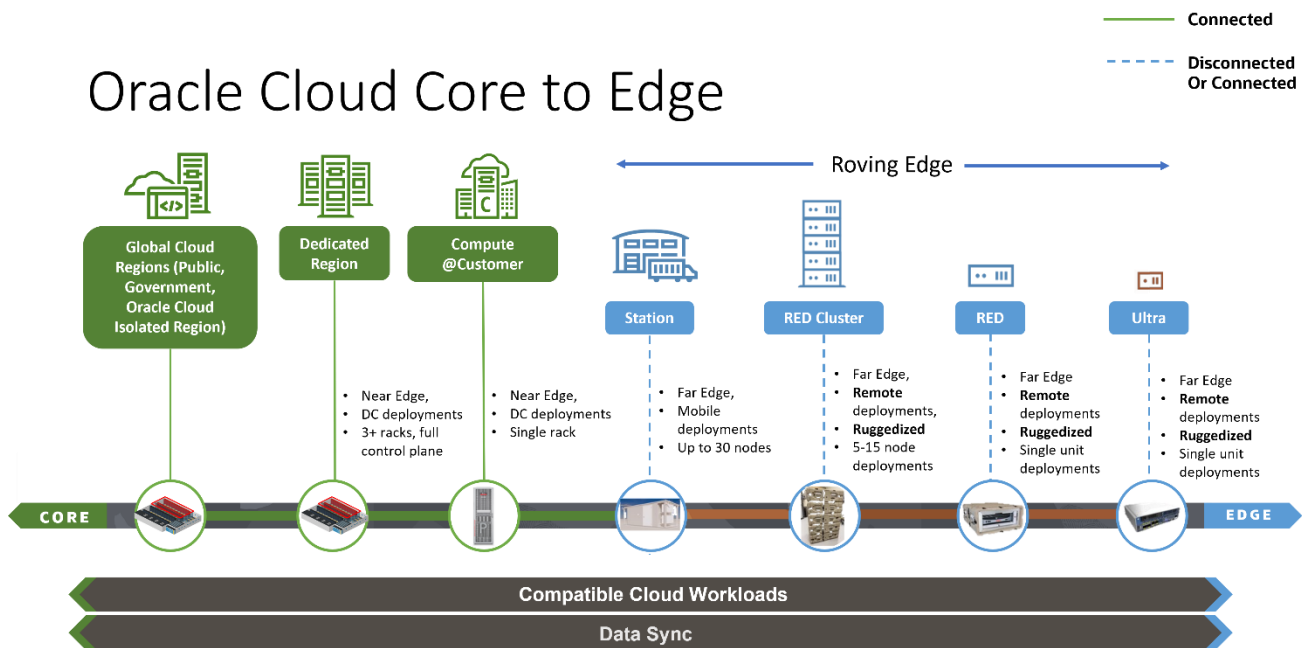 Connected
Disconnected
Or Connected
Oracle Cloud Core to Edge
Roving Edge
Global Cloud
Regions (Public,
Government,
Oracle Cloud
Isolated Region)
Dedicated
Region
C
Compute
@Customer
Station
RED Cluster
RED
Ultra
• Near Edge,
• DC deployments
• 3+ racks, full
control plane
• Near Edge,
• DC deployments
• Single rack
• Far Edge,
• Mobile
deployments
• Up to 30 nodes
• Far Edge,
• Remote
deployments,
• Ruggedized
• 5-15 node
deployments
• Far Edge
• Remote
deployments
• Ruggedized
• Single unit
deployments
• Far Edge
• Remote
deployments
• Ruggedized
• Single unit
deployments
CORE
EDGE
Compatible Cloud Workloads
Data Sync